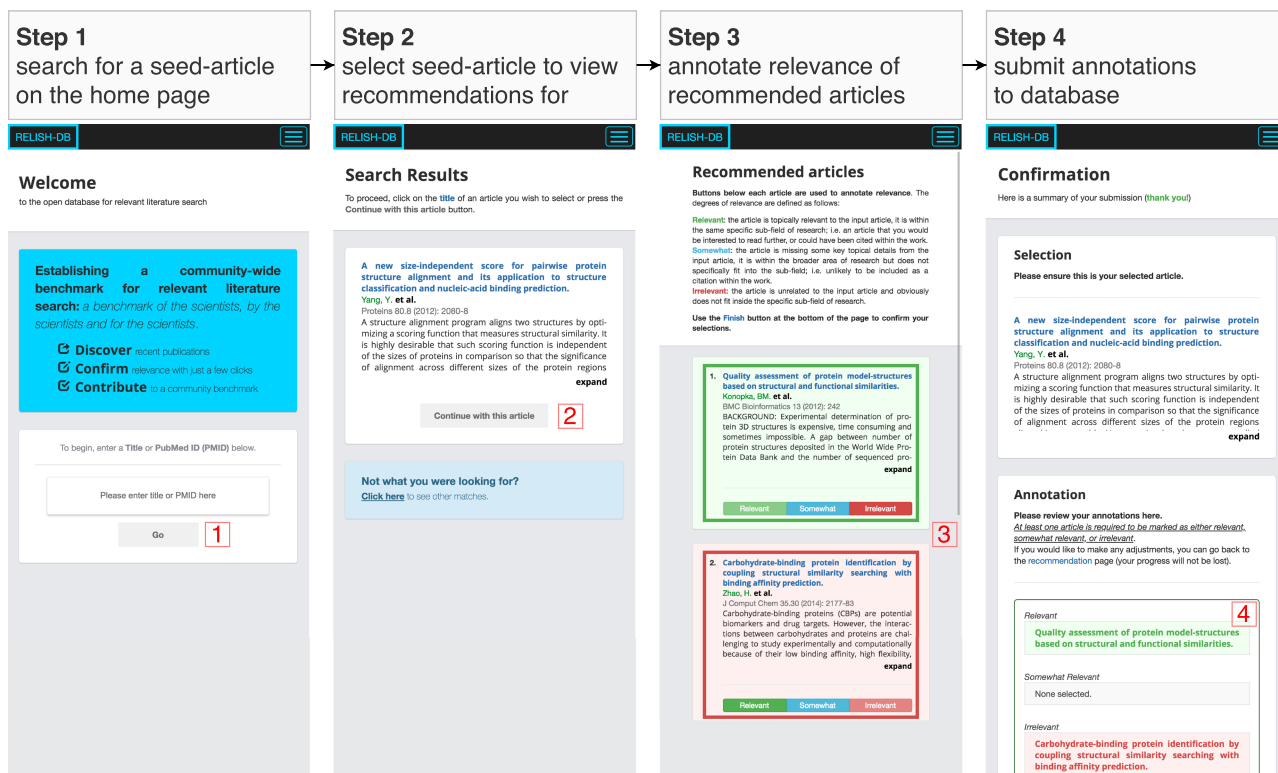 Step 1
search for a seed-article
on the home page
RELISH-DB
Welcome
to the open database for relevant literature search
Establishing a community-wide
benchmark for relevant literature
search: a benchmark of the scientists, by the
scientists and for the scientists.
Discover recent publications
Confirm relevance with just a few clicks
Contribute to a community benchmark
To begin, enter a Title or PubMed ID (PMID) below.
Please enter title or PMID here
Go
1
Step 2
select seed-article to view
recommendations for
RELISH-DB
Search Results
To proceed, click on the title of an article you wish to select or press the
Continue with this article button.
A new size-independent score for pairwise protein
structure alignment and its application to structure
classification and nucleic-acid binding prediction.
Yang, Y. et al.
Proteins 80.8 (2012): 2080-8
A structure alignment program aligns two structures by opti-
mizing a scoring function that measures structural similarity. It
is highly desirable that such scoring function is independent
of the sizes of proteins in comparison so that the significance
of alignment across different sizes of the protein regions
expand
Continue with this article
2
Not what you were looking for?
Click here to see other matches.
Step 3
annotate relevance of
recommended articles
RELISH-DB
Recommended articles
Buttons below each article are used to annotate relevance. The
degrees of relevance are defined as follows:
Relevant: the article is topically relevant to the input article, it is within
the same specific sub-field of research; i.e. an article that you would
be interested to read further, or could have been cited within the work.
Somewhat: the article is missing some key topical details from the
input article, it is within the broader area of research but does not
specifically fit into the sub-field; i.e. unlikely to be included as a
citation within the work.
Irrelevant: the article is unrelated to the input article and obviously
does not fit inside the specific sub-field of research.
Use the Finish button at the bottom of the page to confirm your
selections.
1. Quality assessment of protein model-structures
based on structural and functional similarities.
Konopka, BM. et al.
BMC Bioinformatics 13 (2012): 242
BACKGROUND: Experimental determination of pro-
tein 3D structures is expensive, time consuming and
sometimes impossible. A gap between number of
protein structures deposited in the World Wide Pro-
tein Data Bank and the number of sequenced pro-
expand
Relevant Somewhat Irrelevant
3
2. Carbohydrate-binding protein identification by
coupling structural similarity searching with
binding affinity prediction.
Zhao, H. et al.
J Comput Chem 35.30 (2014): 2177-83
Carbohydrate-binding proteins (CBPs) are potential
biomarkers and drug targets. However, the interac-
tions between carbohydrates and proteins are chal-
lenging to study experimentally and computationally
because of their low binding affinity, high flexibility,
expand
Relevant Somewhat Irrelevant
Step 4
submit annotations
to database
RELISH-DB
Confirmation
Here is a summary of your submission (thank you!)
Selection
Please ensure this is your selected article.
A new size-independent score for pairwise protein
structure alignment and its application to structure
classification and nucleic-acid binding prediction.
Yang, Y. et al.
Proteins 80.8 (2012): 2080-8
A structure alignment program aligns two structures by opti-
mizing a scoring function that measures structural similarity. It
is highly desirable that such scoring function is independent
of the sizes of proteins in comparison so that the significance
of alignment across different sizes of the protein regions
expand
Annotation
Please review your annotations here.
At least one article is required to be marked as either relevant,
somewhat relevant, or irrelevant.
If you would like to make any adjustments, you can go back to
the recommendation page (your progress will not be lost).
4
Relevant
Quality assessment of protein model-structures
based on structural and functional similarities.
Somewhat Relevant
None selected.
Irrelevant
Carbohydrate-binding protein identification by
coupling structural similarity searching with
binding affinity prediction.